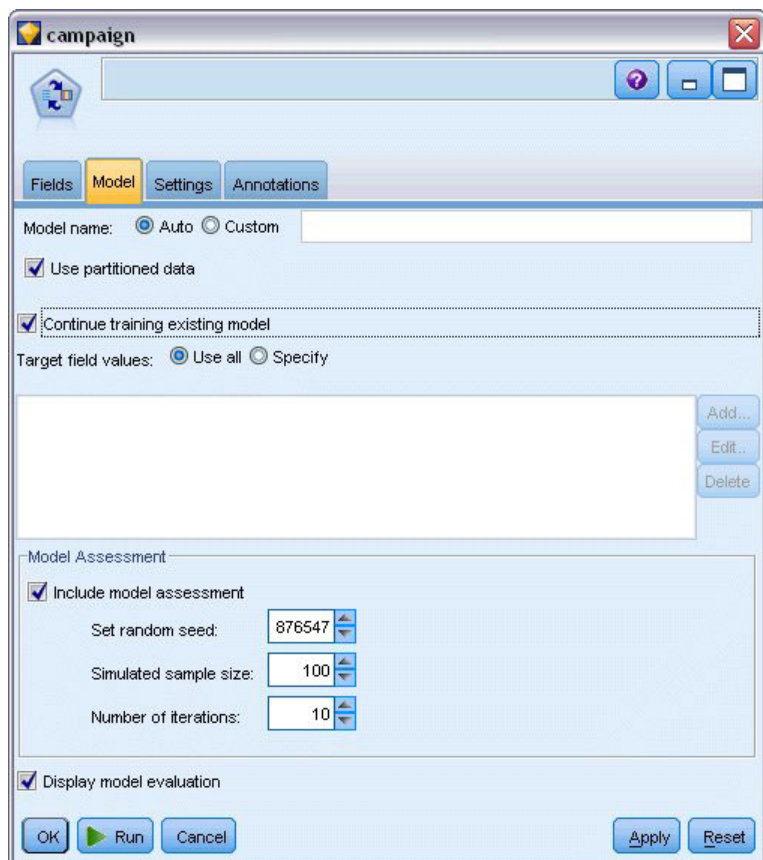 campaign
Fields Model Settings Annotations
Model name: Auto Custom
Use partitioned data
Continue training existing model
Target field values: Use all Specify
Add...
Edit..
Delete
Model Assessment
Include model assessment
Set random seed: 876547
Simulated sample size: 100
Number of iterations: 10
Display model evaluation
OK Run Cancel Apply Reset